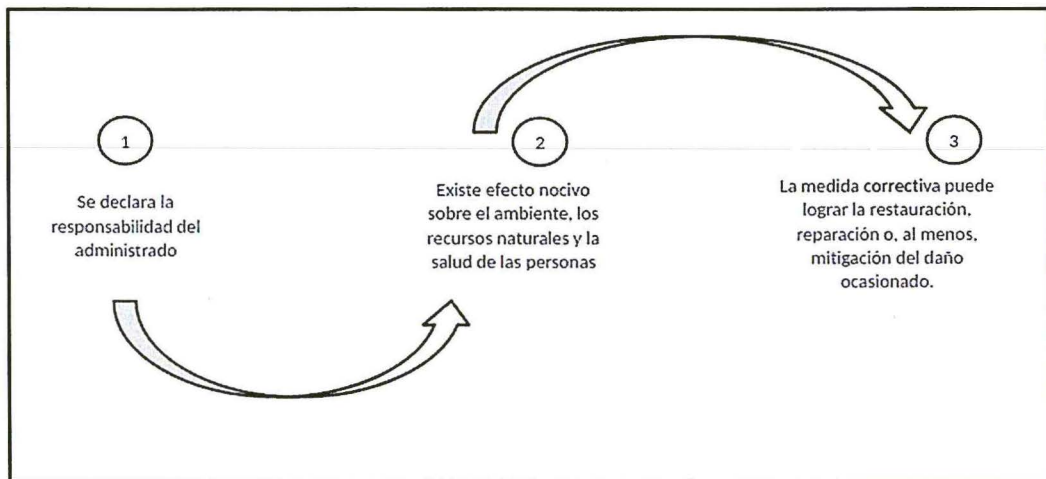 1
Se declara la
responsabilidad del
administrado
2
Existe efecto nocivo
sobre el ambiente, los
recursos naturales y la
salud de las personas
3
La medida correctiva puede
lograr la restauración,
reparación o, al menos,
mitigación del daño
ocasionado.